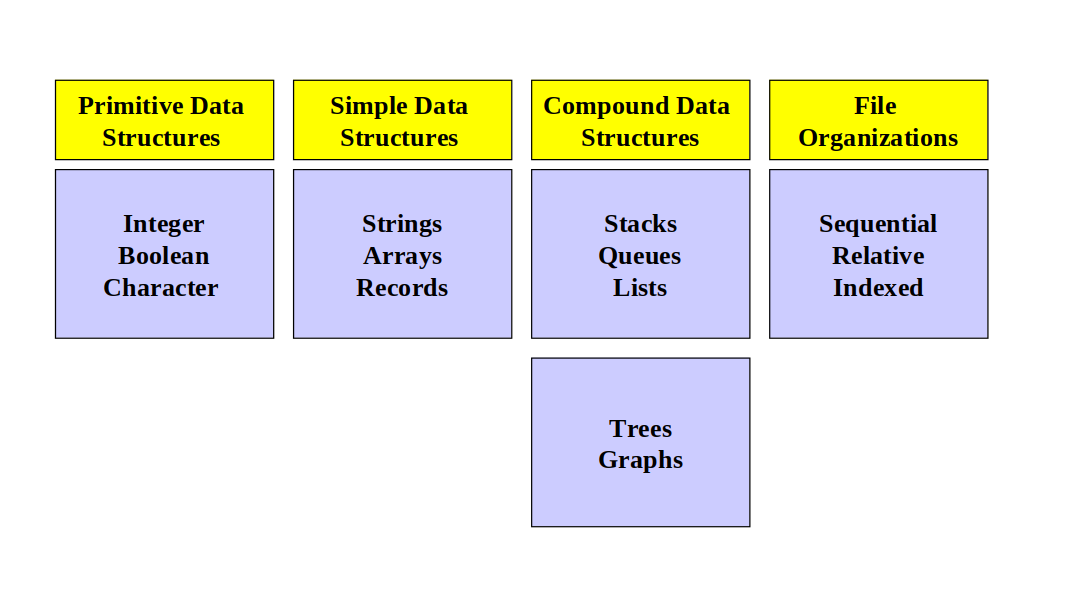 Primitive Data
Structures
Simple Data
Structures
Compound Data
Structures
File
Organizations
Integer
Boolean
Character
Strings
Arrays
Records
Stacks
Queues
Lists
Sequential
Relative
Indexed
Trees
Graphs